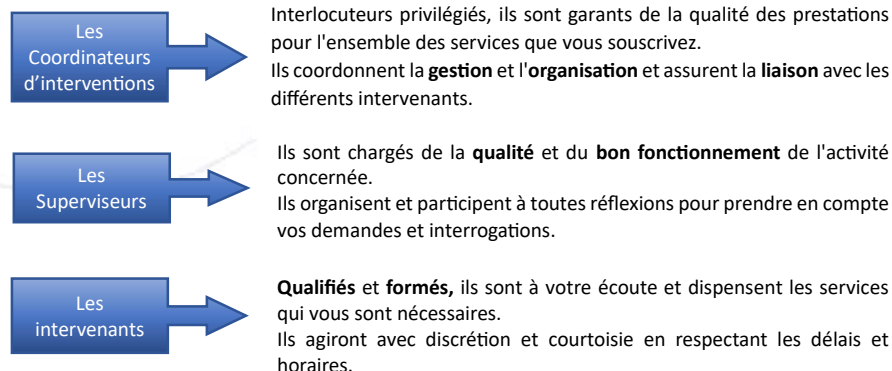 Les
Coordinateurs
d'interventions
Interlocuteurs privilégiés, ils sont garants de la qualité des prestations
pour l'ensemble des services que vous souscrivez.
Ils coordonnent la gestion et l'organisation et assurent la liaison avec les
différents intervenants.
Les
Superviseurs
Ils sont chargés de la qualité et du bon fonctionnement de l'activité
concernée.
Ils organisent et participent à toutes réflexions pour prendre en compte
vos demandes et interrogations.
Les
intervenants
Qualifiés et formés, ils sont à votre écoute et dispensent les services
qui vous sont nécessaires.
Ils agiront avec discrétion et courtoisie en respectant les délais et
horaires.